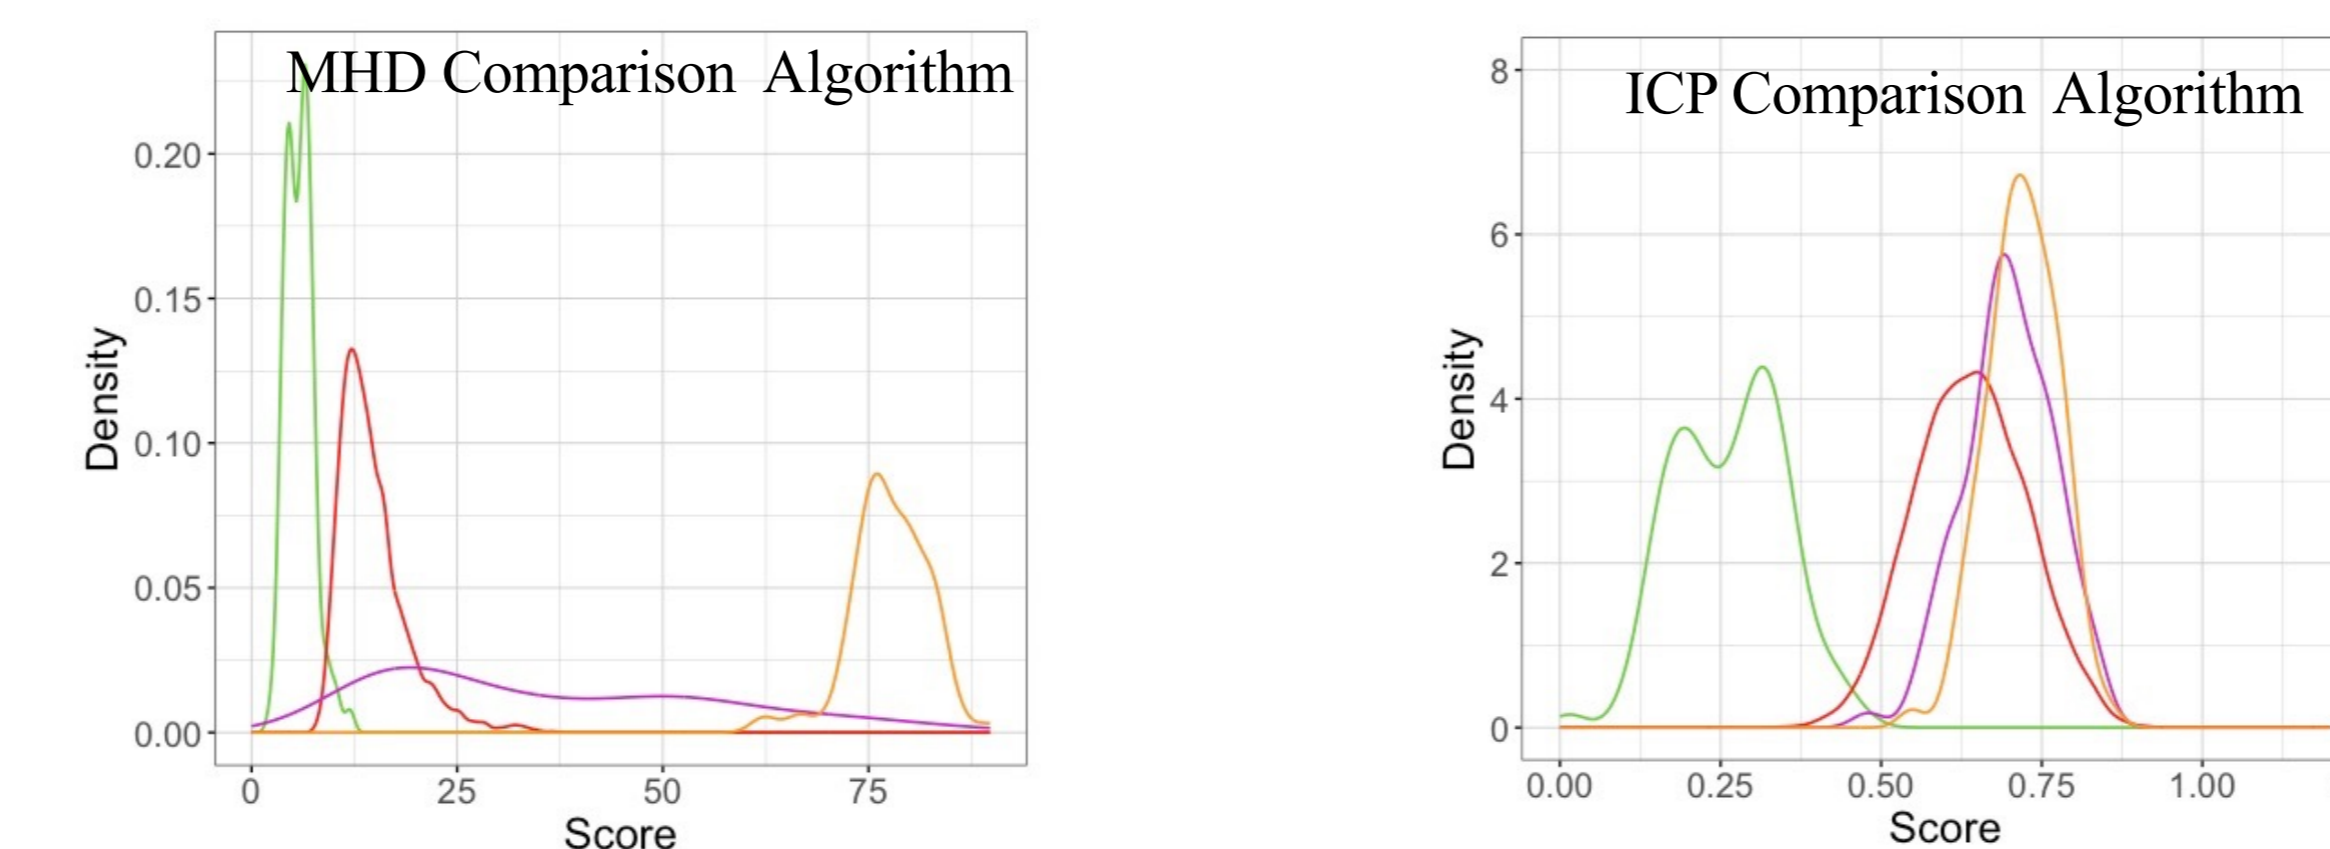 MHD Comparison Algorithm
0.20
0.15
0.10
0.05
0.00
Density
0 25 50 75
Score
ICP Comparison Algorithm
8
6
4
2
0
Density
0.00 0.25 0.50 0.75 1.00
Score